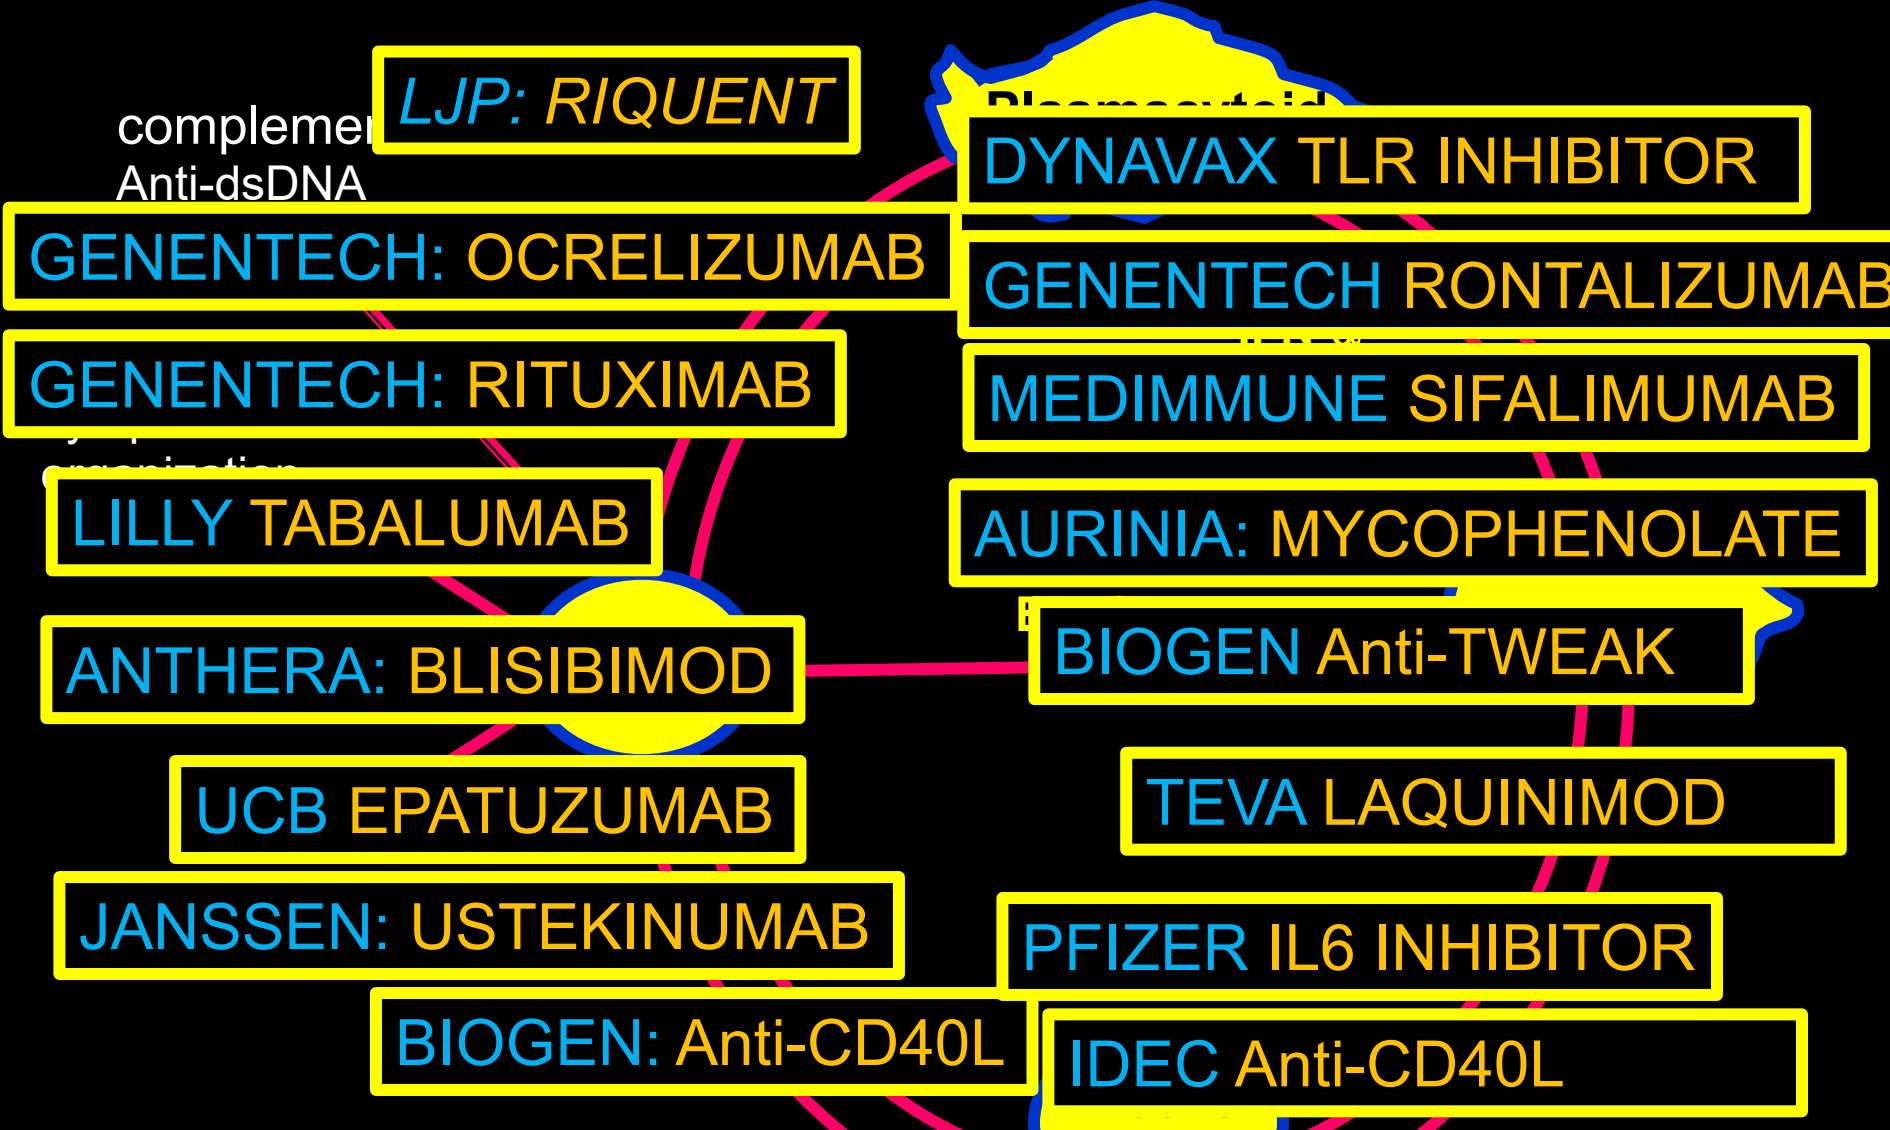 LJP: RIQUENT
Anti-dsDNA
GENENTECH: OCRELIZUMAB
GENENTECH: RITUXIMAB
organization
LILLY TABALUMAB
ANTHERA: BLISIBIMOD
UCB EPATUZUMAB
JANSSEN: USTEKINUMAB
BIOGEN: Anti-CD40L
Plasmacytoid
DYNAVAX TLR INHIBITOR
GENENTECH RONTALIZUMAB
MEDIMMUNE SIFALIMUMAB
AURINIA: MYCOPHENOLATE
BIOGEN Anti-TWEAK
TEVA LAQUINIMOD
PFIZER IL6 INHIBITOR
IDEC Anti-CD40L